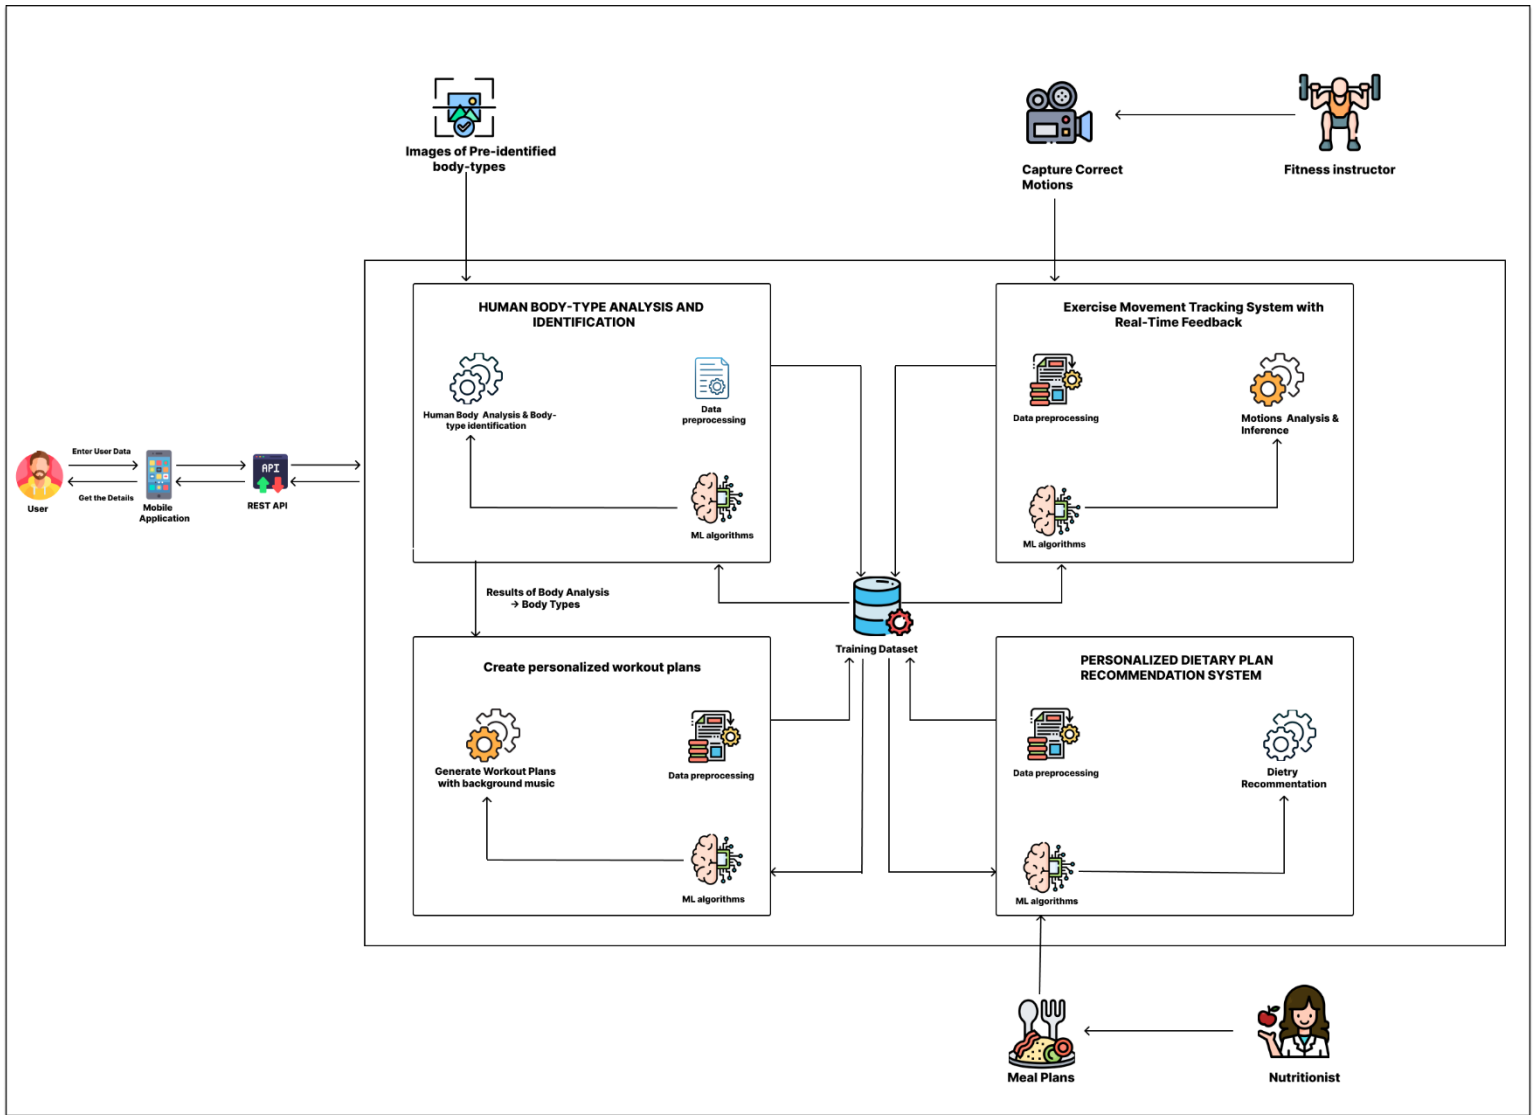 Images of Pre-identified
body-types
Capture Correct
Motions
Fitness instructor
HUMAN BODY-TYPE ANALYSIS AND
IDENTIFICATION
Human Body Analysis & Body-
type identification
Data
preprocessing
ML algorithms
Exercise Movement Tracking System with
Real-Time Feedback
Data preprocessing
Motions Analysis &
Inference
ML algorithms
Enter User Data
Get the Details
User
Mobile
Application
API
REST API
Results of Body Analysis
→ Body Types
Training Dataset
Create personalized workout plans
Generate Workout Plans
with background music
Data preprocessing
ML algorithms
PERSONALIZED DIETARY PLAN
RECOMMENDATION SYSTEM
Data preprocessing
Dietry
Recommentation
ML algorithms
Meal Plans
Nutritionist